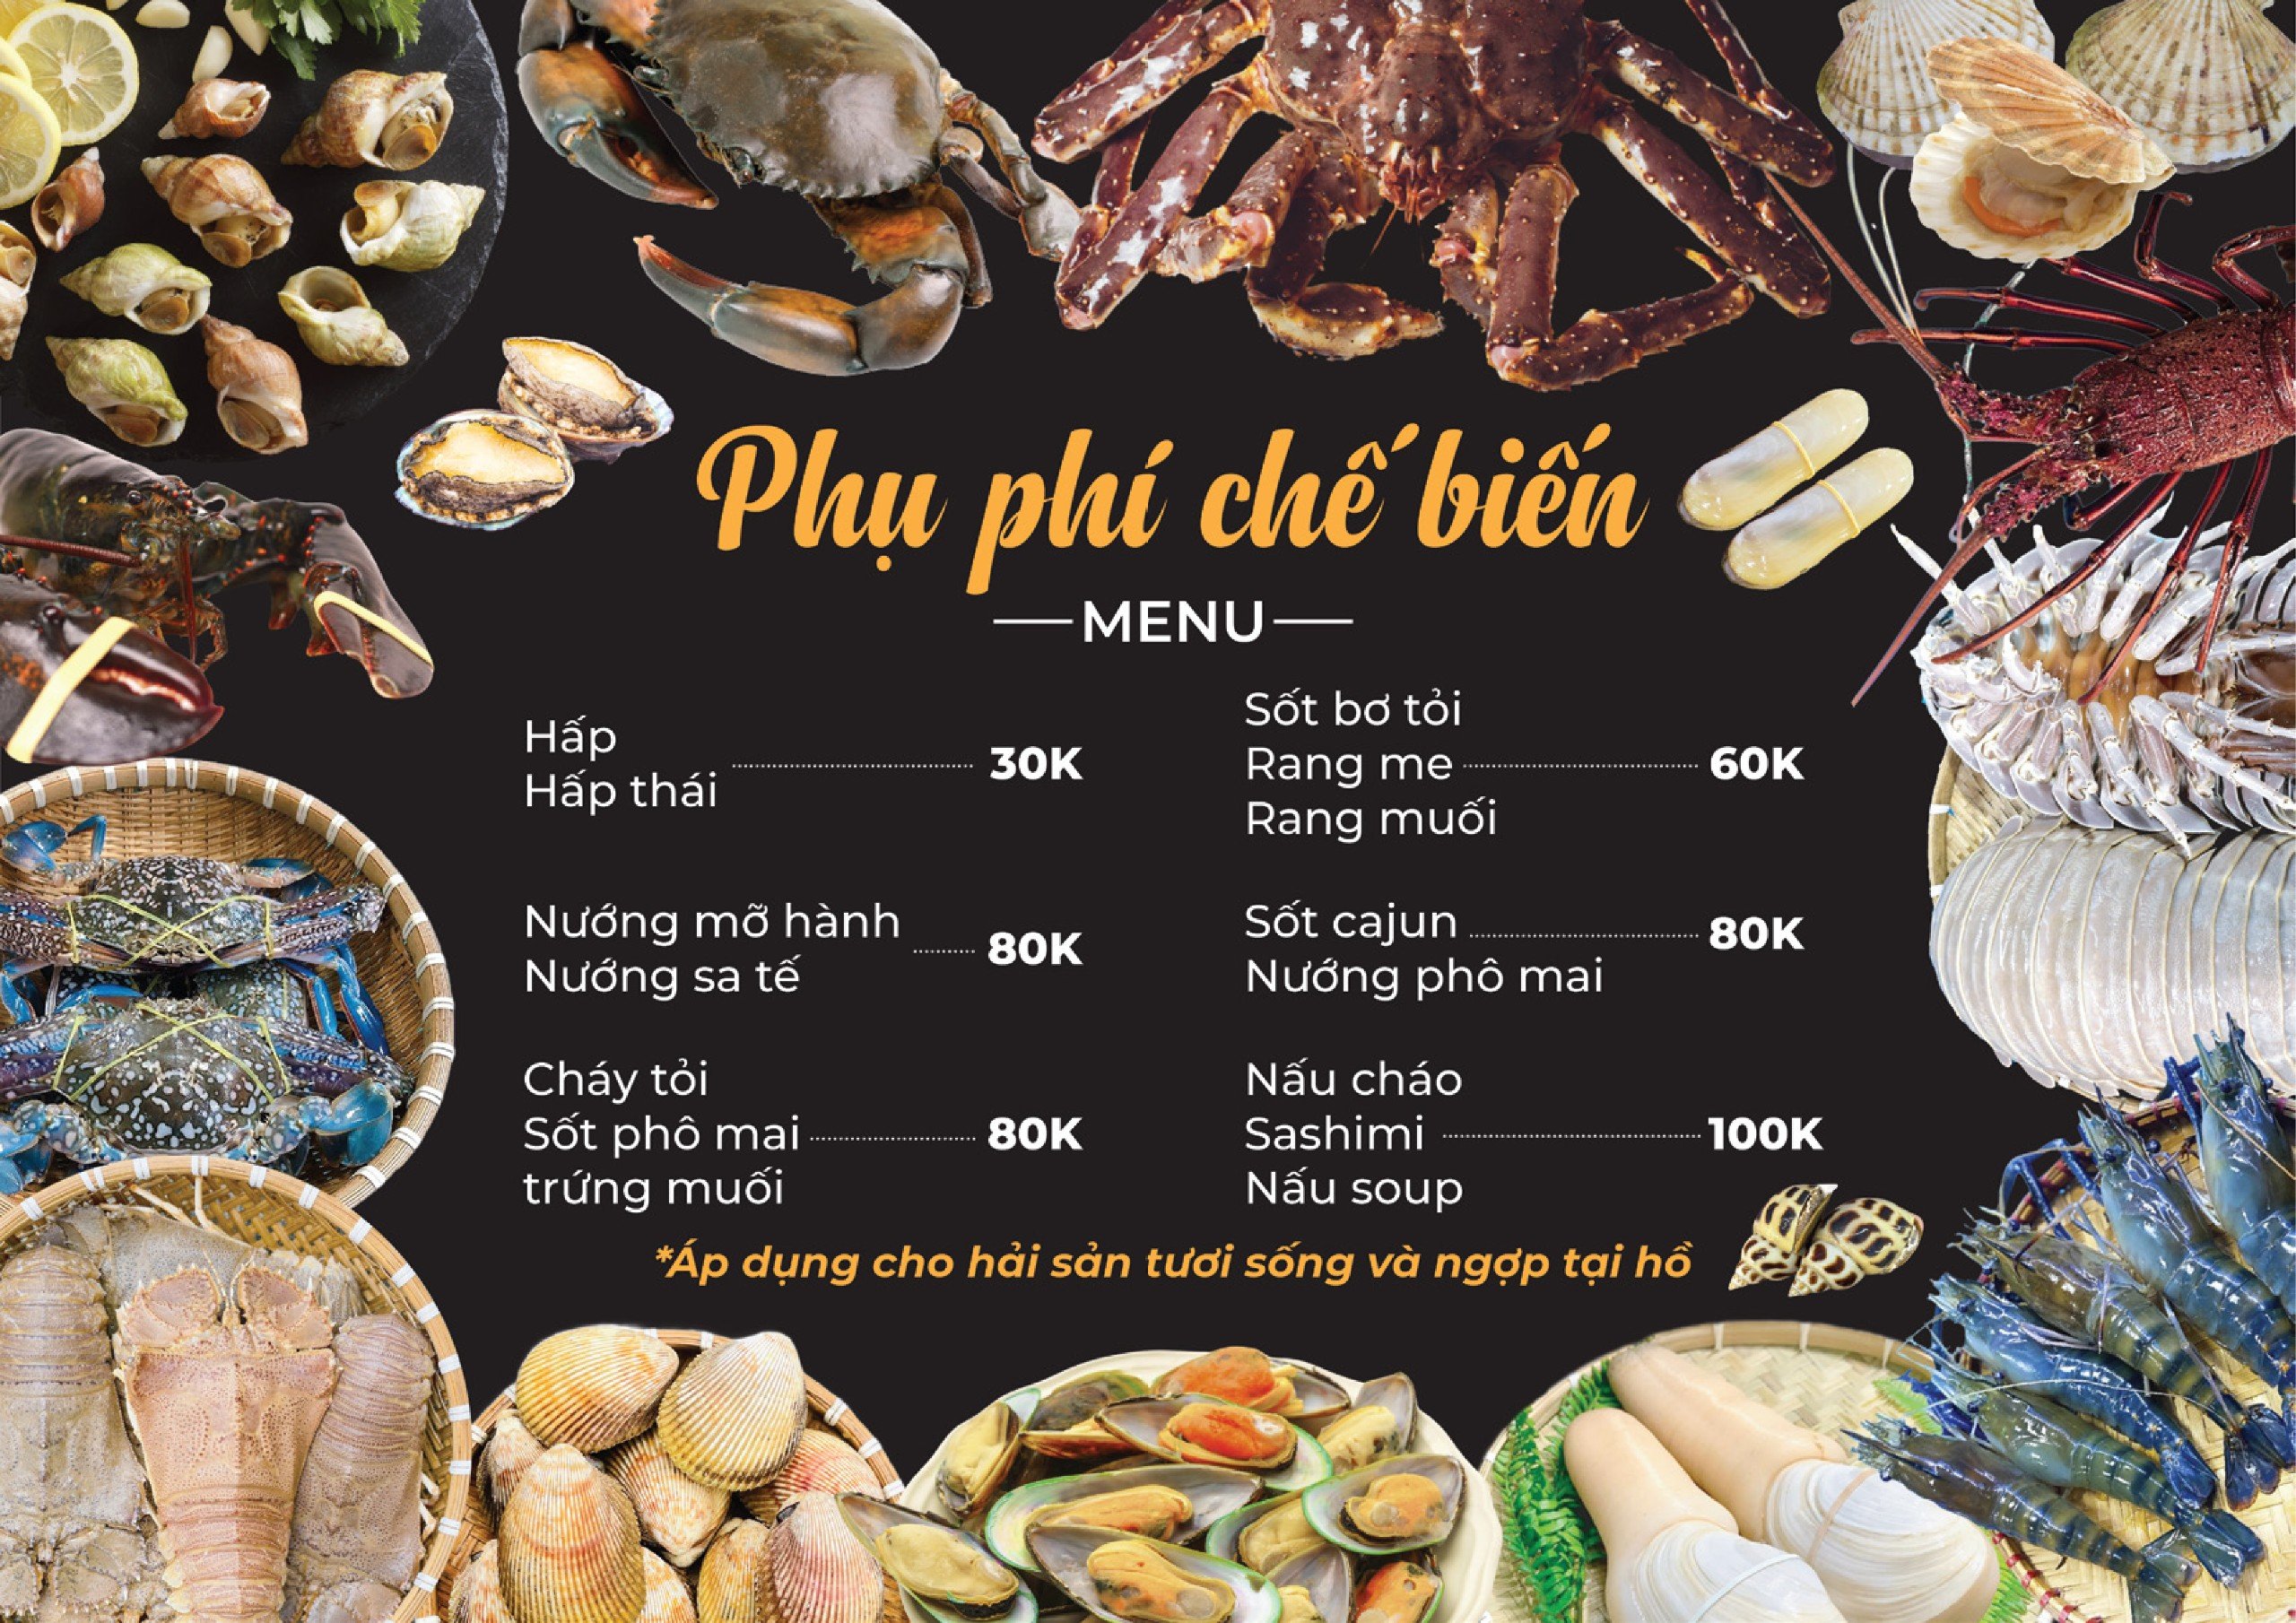 Phụ phí chế biến
MENU
Hấp
Hấp thái
30K
Nướng mỡ hành
Nướng sa tế
80K
Cháy tỏi
Sốt phô mai
trứng muối
80K
Sốt bơ tỏi
Rang me
Rang muối
60K
Sốt cajun
Nướng phô mai
80K
Nấu cháo
Sashimi
Nấu soup
100K
*Áp dụng cho hải sản tươi sống và ngợp tại hồ